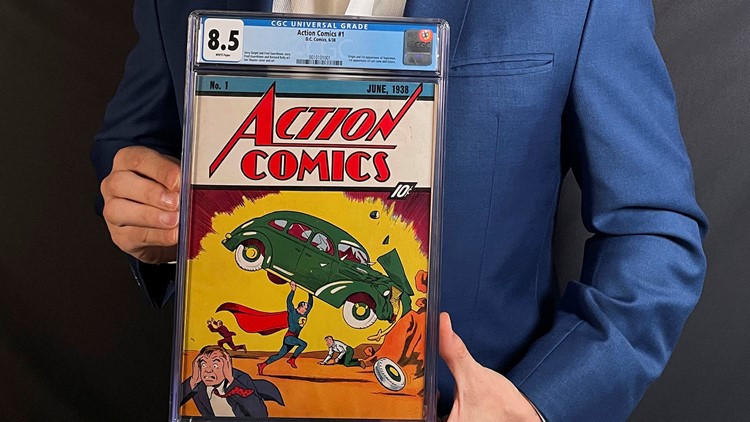 CGC UNIVERSAL GRADE
8.5
WHITE Pages
Action Comics #1
D.C. Comics, 6/38
No. 1
JUNE, 1938
ACTION
COMICS
10¢